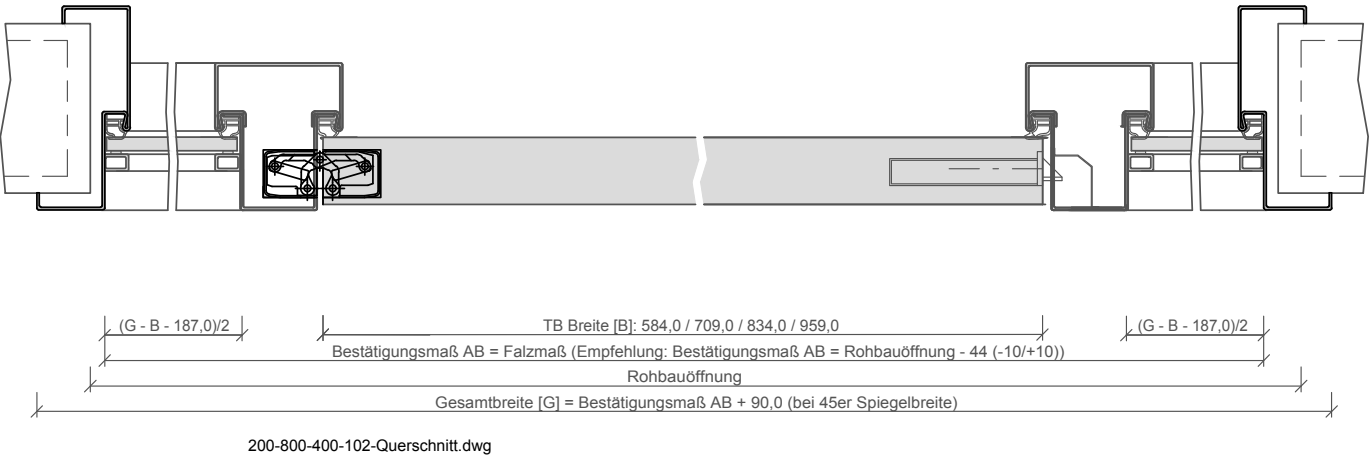 (G - B - 187,0)/2
TB Breite [B]: 584,0 / 709,0 / 834,0 / 959,0
(G - B - 187,0)/2
Bestätigungsmaß AB = Falzmaß (Empfehlung: Bestätigungsmaß AB = Rohbauöffnung - 44 (-10/+10))
Rohbauöffnung
Gesamtbreite [G] = Bestätigungsmaß AB + 90,0 (bei 45er Spiegelbreite)
200-800-400-102-Querschnitt.dwg